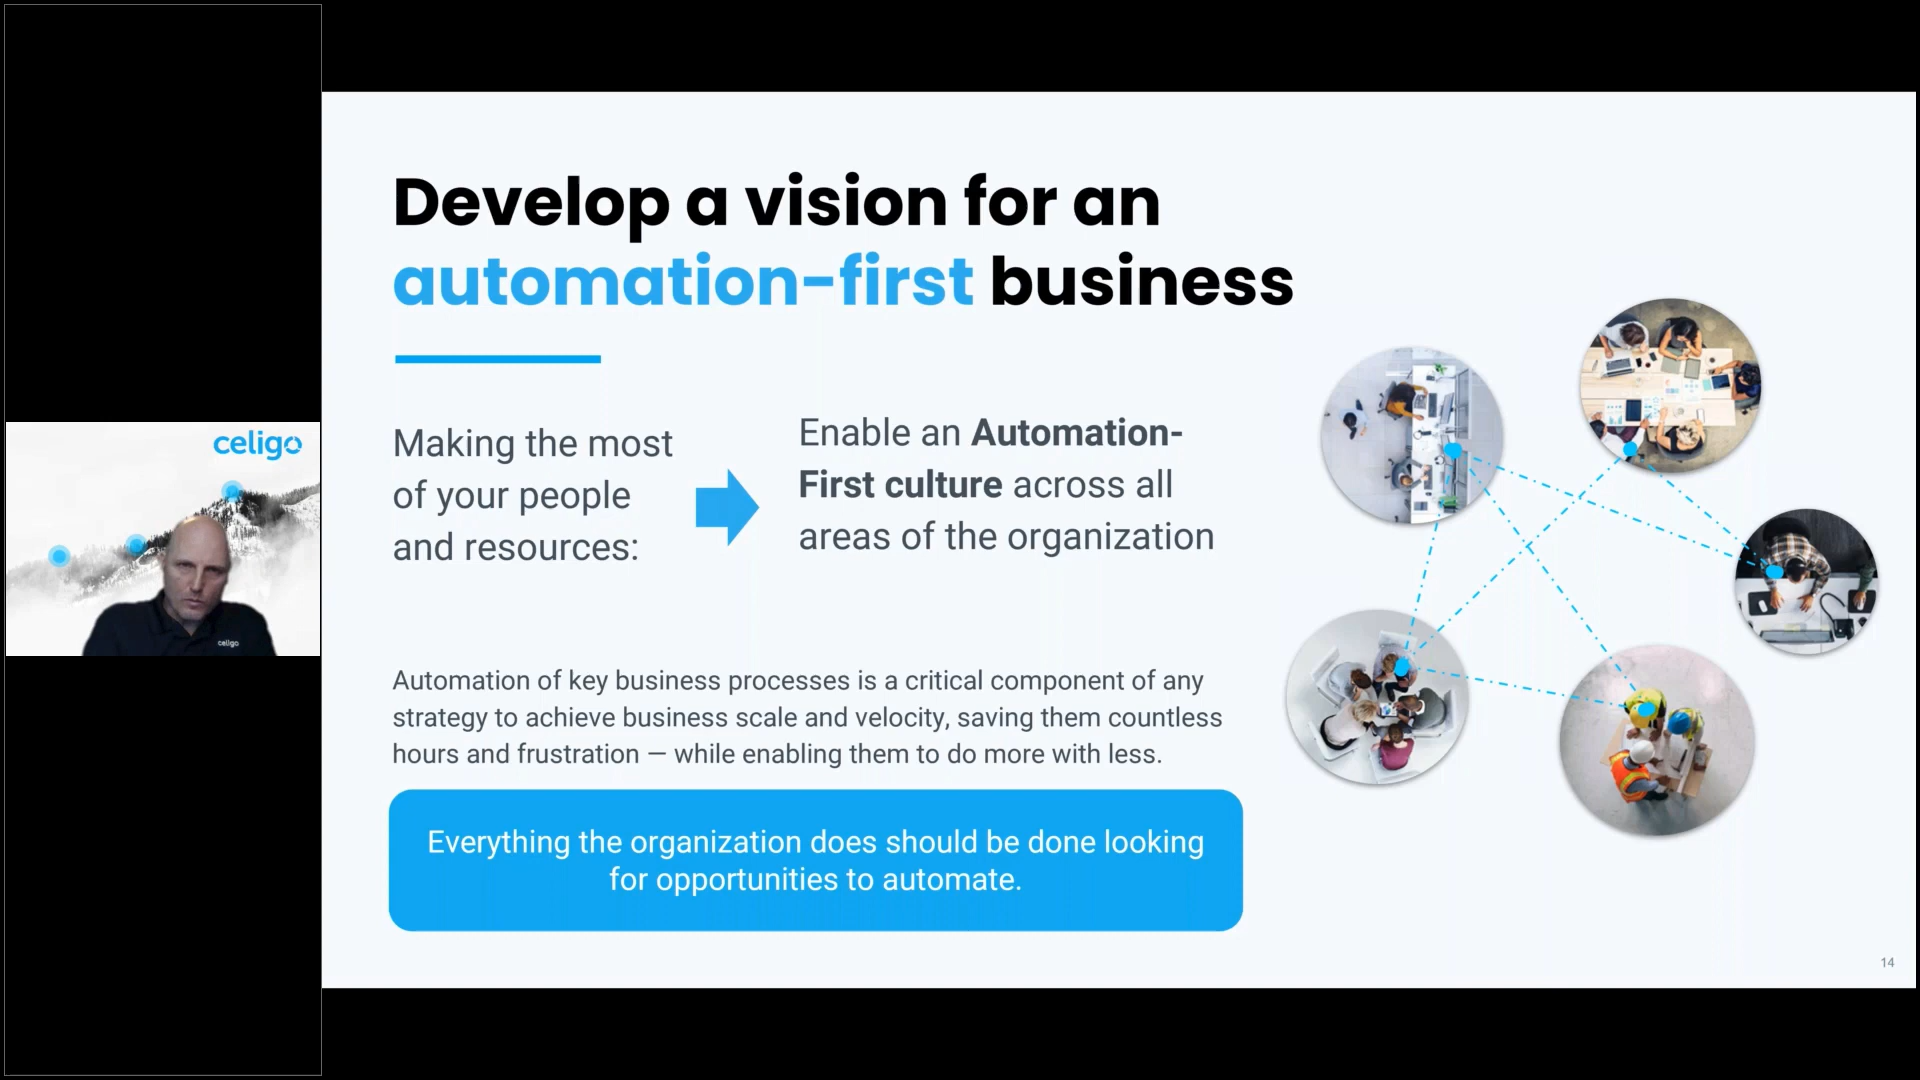 celigo
celigo
Develop a vision for an
automation-first business
Making the most
of your people
and resources:
Enable an Automation-
First culture across all
areas of the organization
Automation of key business processes is a critical component of any
strategy to achieve business scale and velocity, saving them countless
hours and frustration — while enabling them to do more with less.
Everything the organization does should be done looking
for opportunities to automate.
14